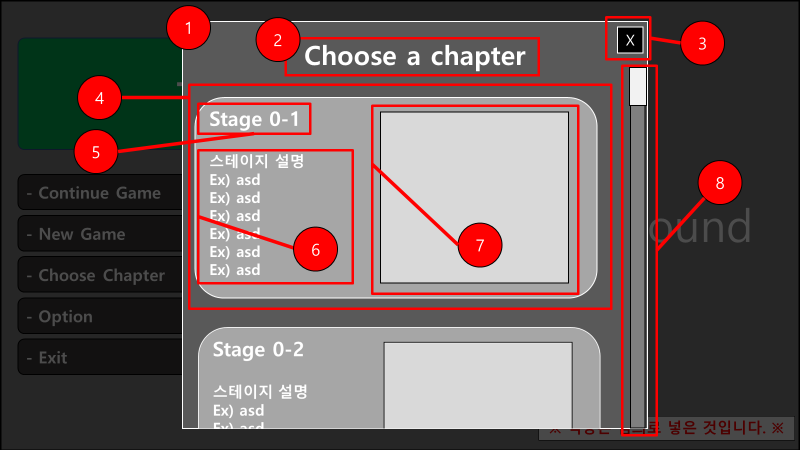 1
2
Choose a chapter
X
3
4
Stage 0-1
5
스테이지 설명
Ex) asd
Ex) asd
Ex) asd
Ex) asd
Ex) asd
Ex) asd
6
7
8
- Continue Game
- New Game
- Choose Chapter
- Option
- Exit
ound
Stage 0-2
스테이지 설명
Ex) asd
Ex) asd
넣은 것입니다. ※